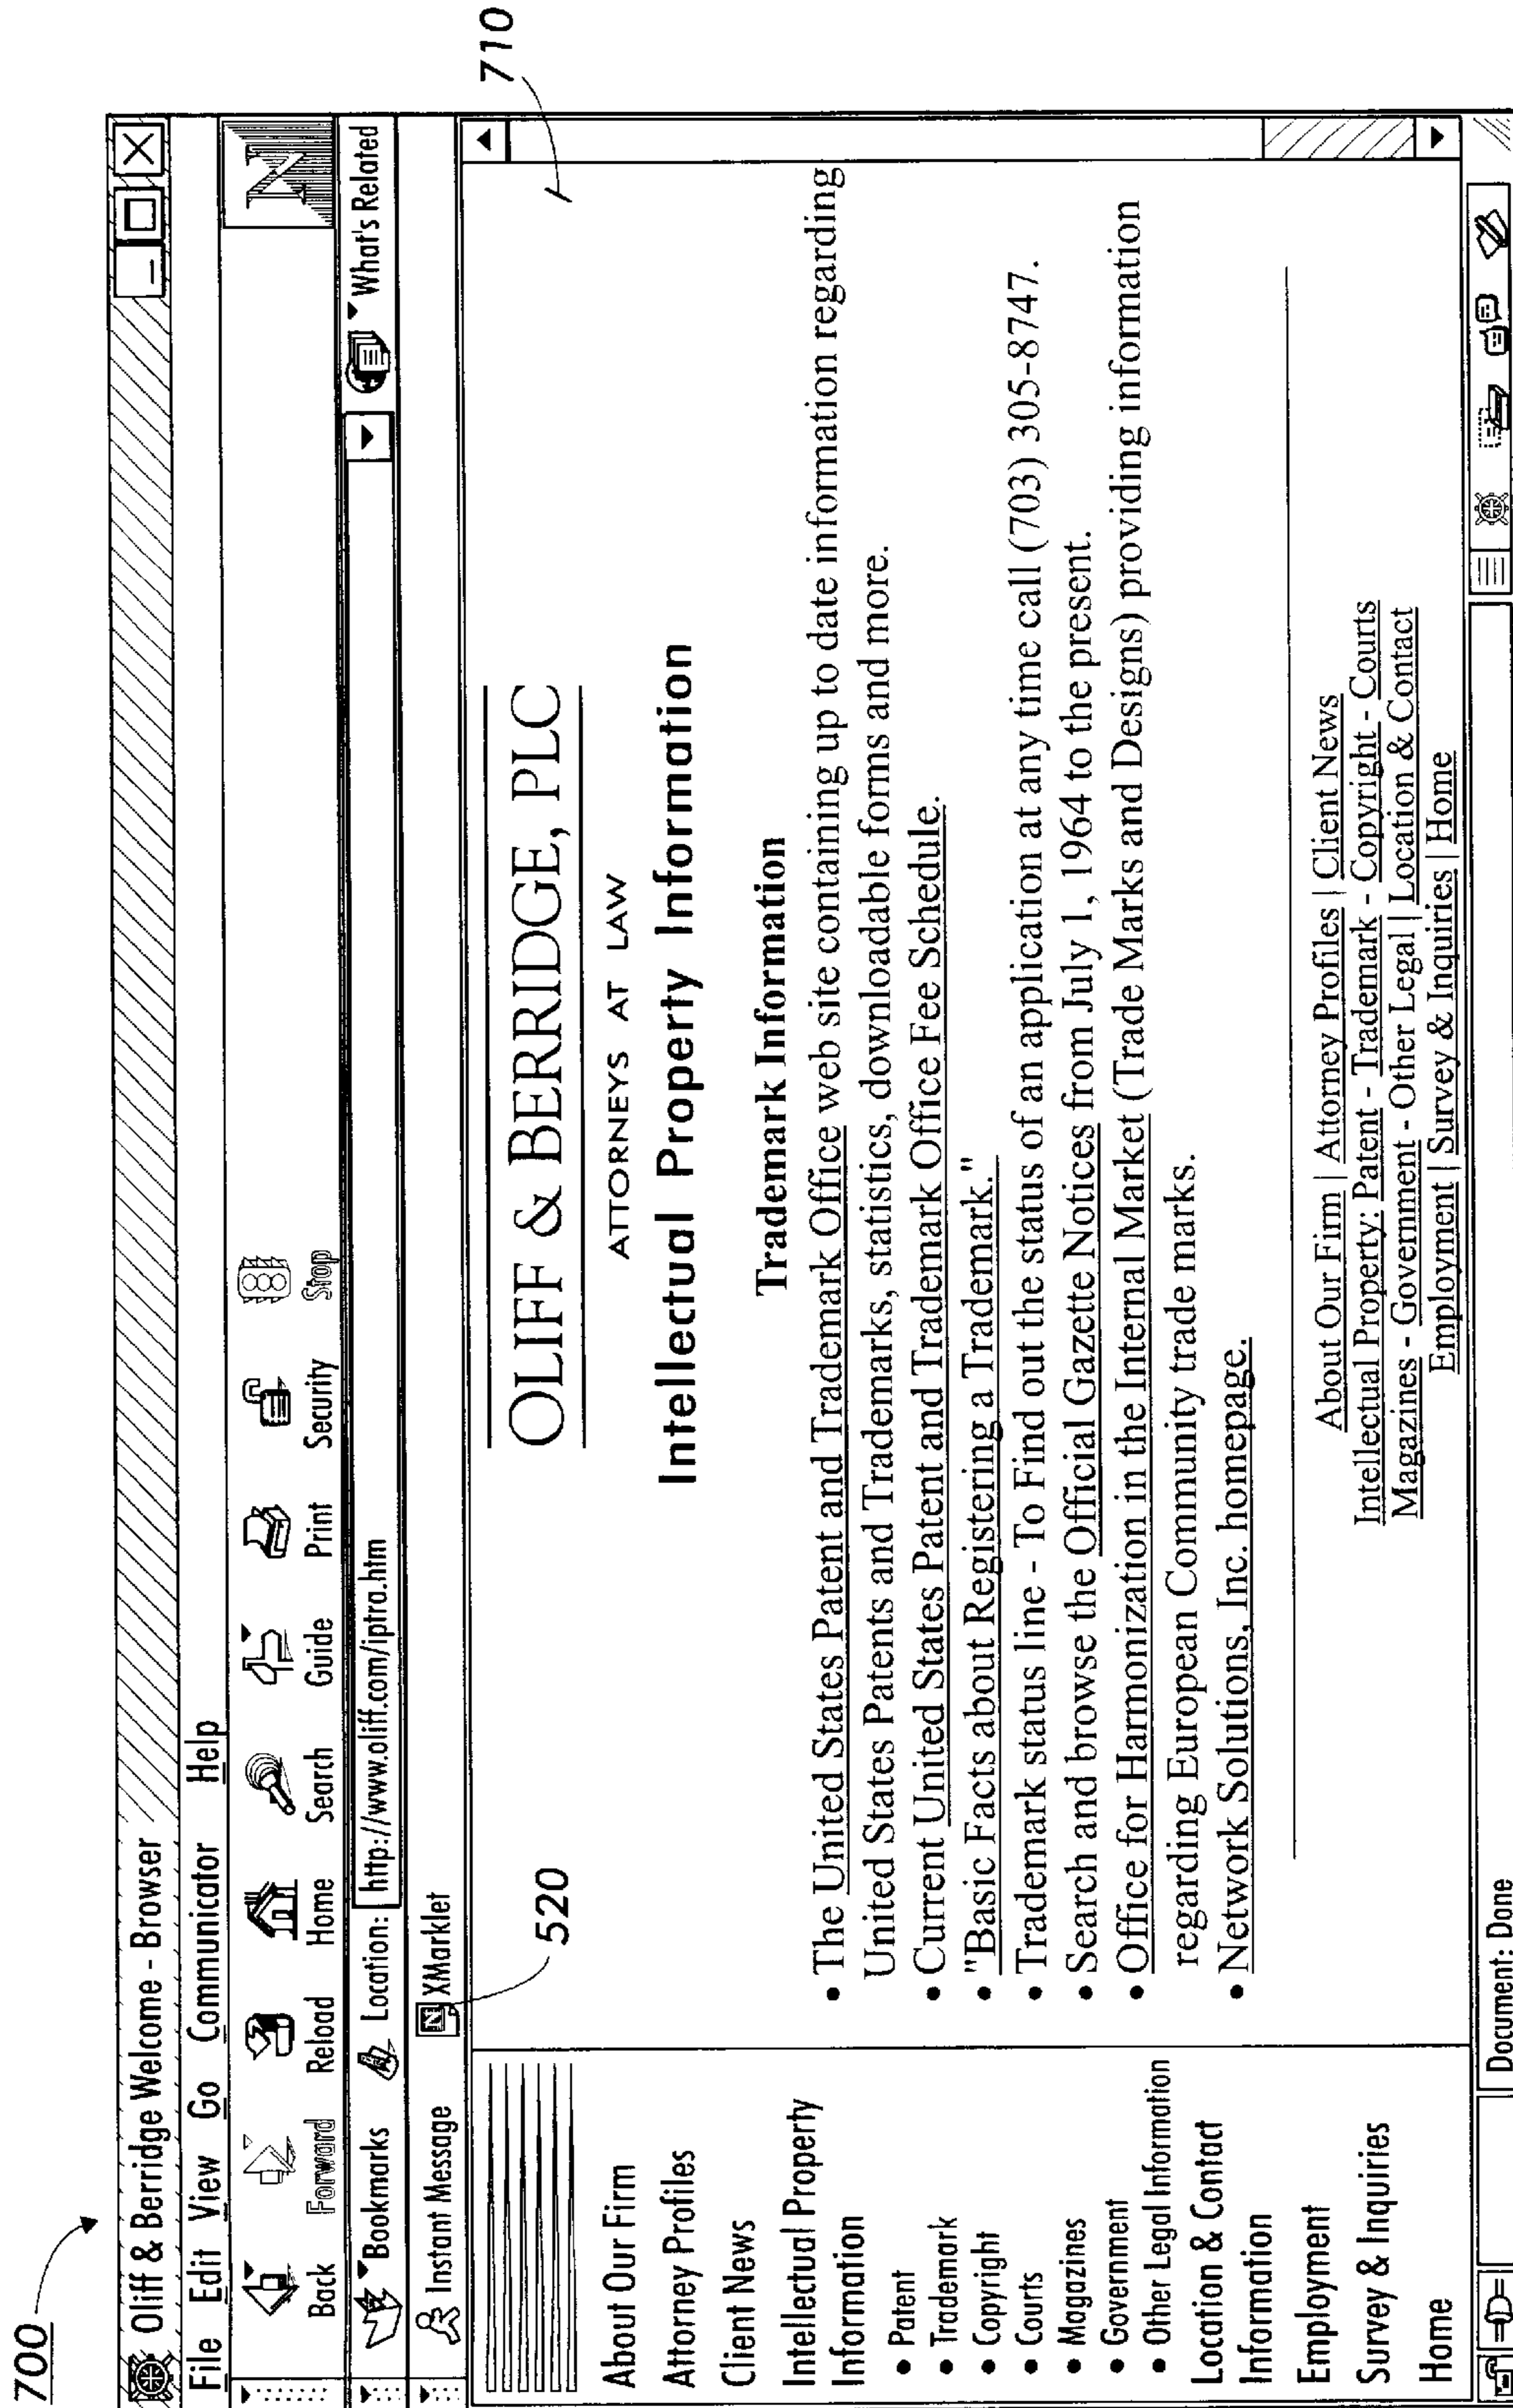 700
Oliff & Berridge Welcome - Browser
File Edit View Go Communicator Help
Back Forward Reload Home Search Guide Print Security Stop
N
Bookmarks Location: http://www.oliff.com/iptra.htm What's Related
Instant Message N XMarklet
520
710
About Our Firm
Attorney Profiles
Client News
Intellectual Property
Information
• Patent
• Trademark
• Copyright
• Courts
• Magazines
• Government
• Other Legal Information
Location & Contact
Information
Employment
Survey & Inquiries
Home
OLIFF & BERRIDGE, PLC
ATTORNEYS AT LAW
Intellectual Property Information
Trademark Information
• The United States Patent and Trademark Office web site containing up to date information regarding
United States Patents and Trademarks, statistics, downloadable forms and more.
• Current United States Patent and Trademark Office Fee Schedule.
• "Basic Facts about Registering a Trademark."
• Trademark status line - To Find out the status of an application at any time call (703) 305-8747.
• Search and browse the Official Gazette Notices from July 1, 1964 to the present.
• Office for Harmonization in the Internal Market (Trade Marks and Designs) providing information
regarding European Community trade marks.
• Network Solutions, Inc. homepage.
About Our Firm | Attorney Profiles | Client News
Intellectual Property: Patent - Trademark - Copyright - Courts
Magazines - Government - Other Legal | Location & Contact
Employment | Survey & Inquiries | Home
Document: Done